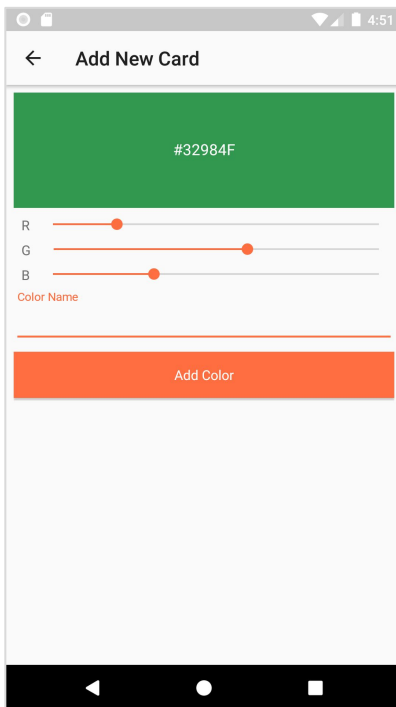 4:51
Add New Card
#32984F
R
G
B
Color Name
Add Color